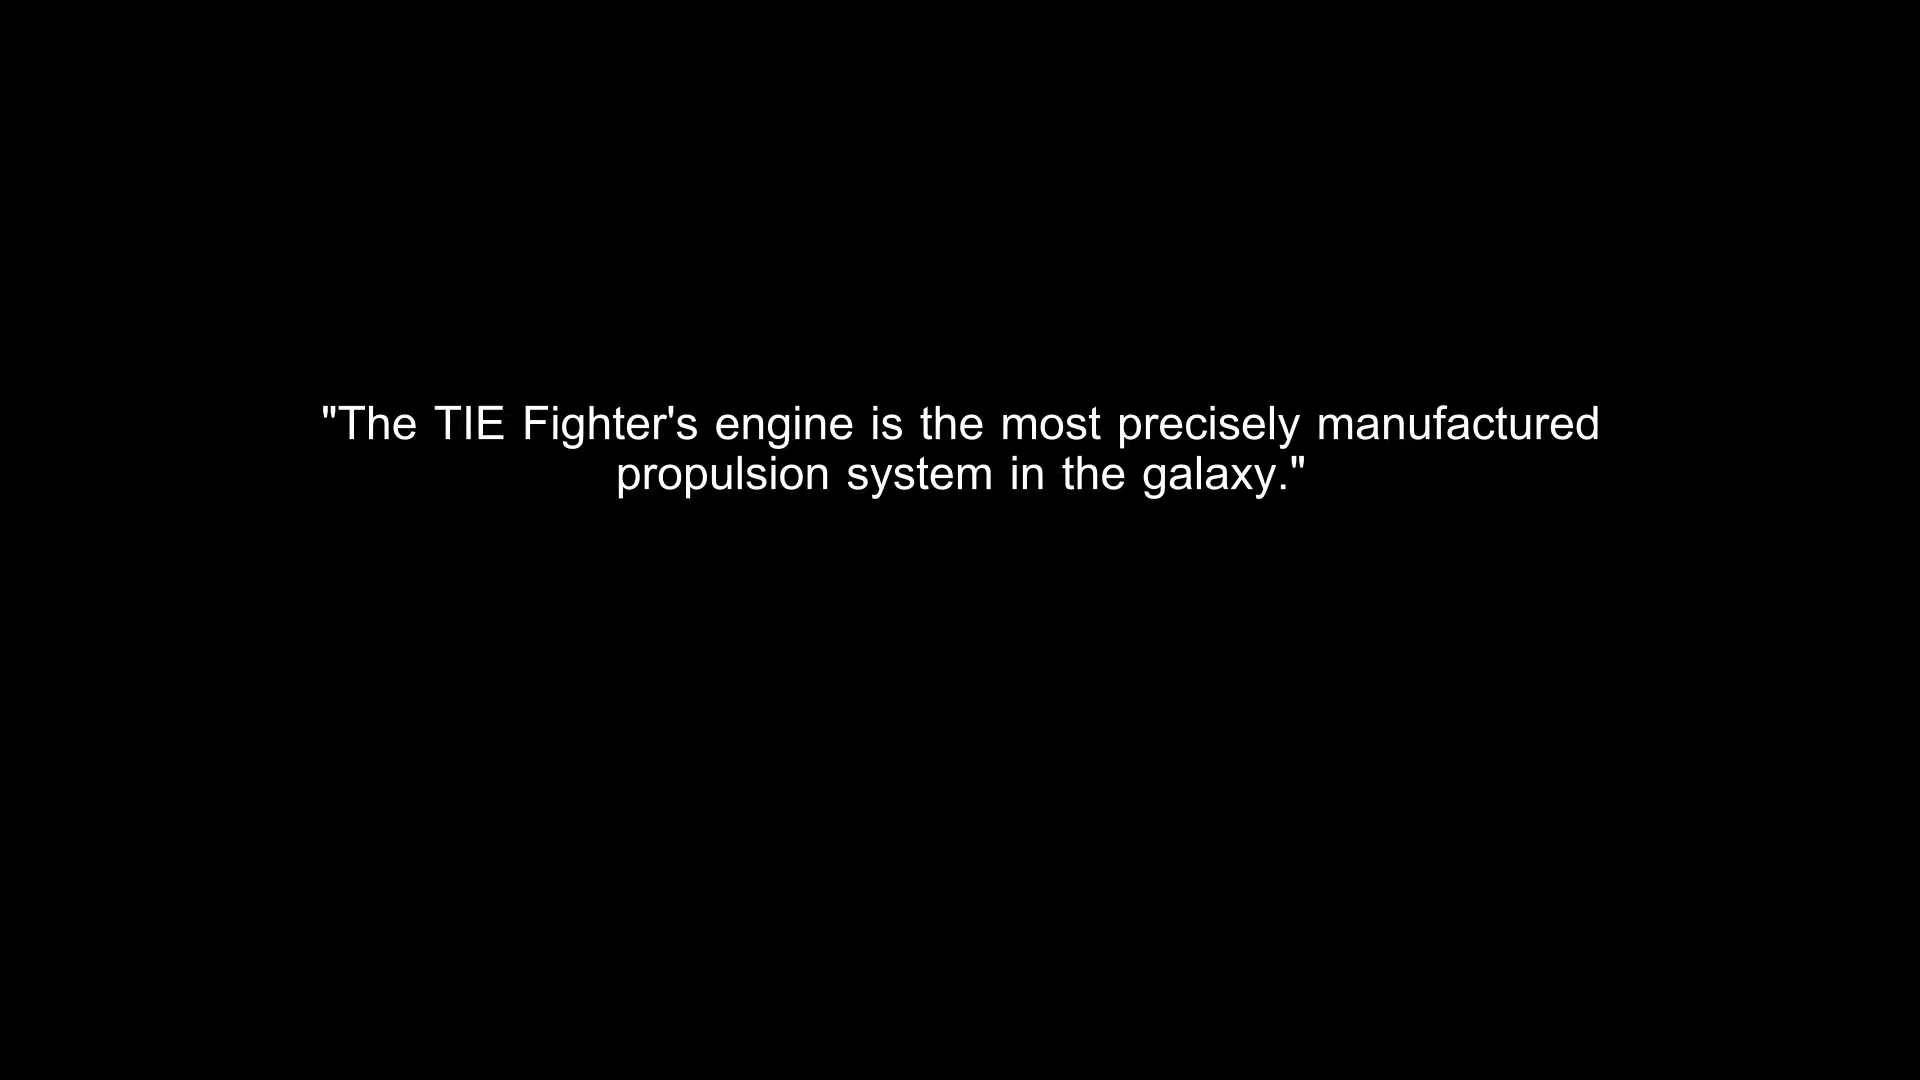 "The TIE Fighter's engine is the most precisely manufactured
propulsion system in the galaxy."